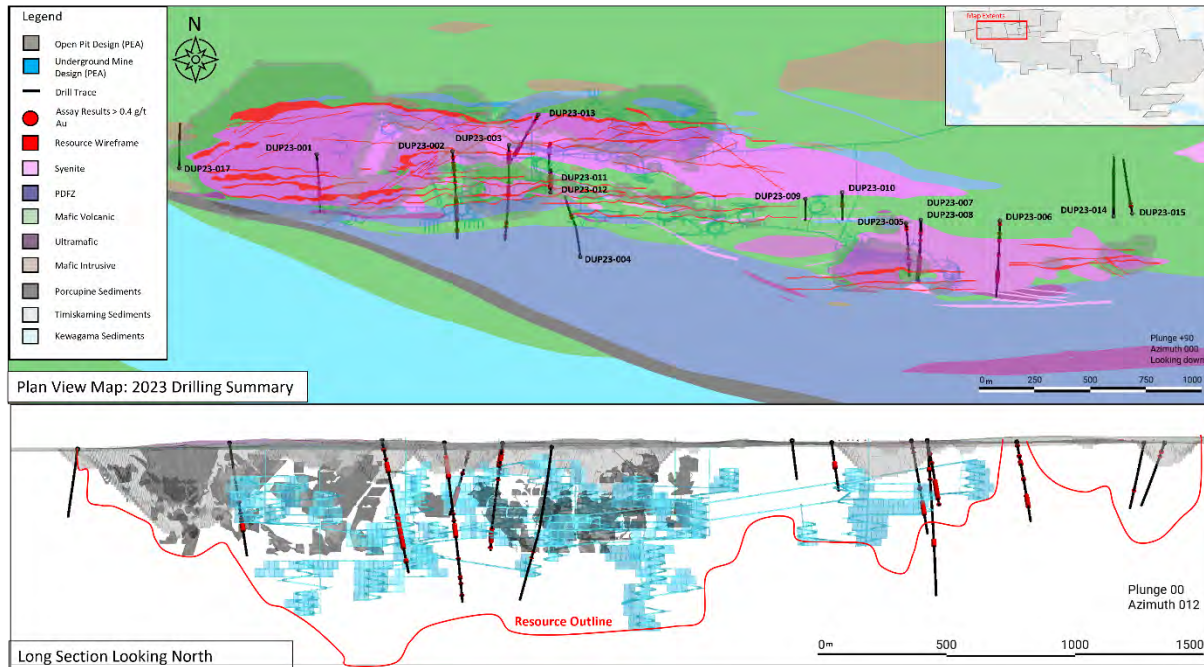 Legend
Open Pit Design (PEA)
Underground Mine
Design (PEA)
Drill Trace
Assay Results > 0.4 g/t
Au
Resource Wireframe
Syenite
PDFZ
Mafic Volcanic
Ultramafic
Mafic Intrusive
Porcupine Sediments
Timiskaming Sediments
Kewagama Sediments
N
Map Extents
DUP23-013
DUP23-003
DUP23-002
DUP23-001
DUP23-017
DUP23-011
DUP23-012
DUP23-004
DUP23-009
DUP23-010
DUP23-007
DUP23-008
DUP23-005
DUP23-006
DUP23-014
DUP23-015
Plunge +90
Azimuth 000
Looking down
0 m 250 500 750 1000
Plan View Map: 2023 Drilling Summary
Resource Outline
Plunge 00
Azimuth 012
0 m 500 1000 1500
Long Section Looking North